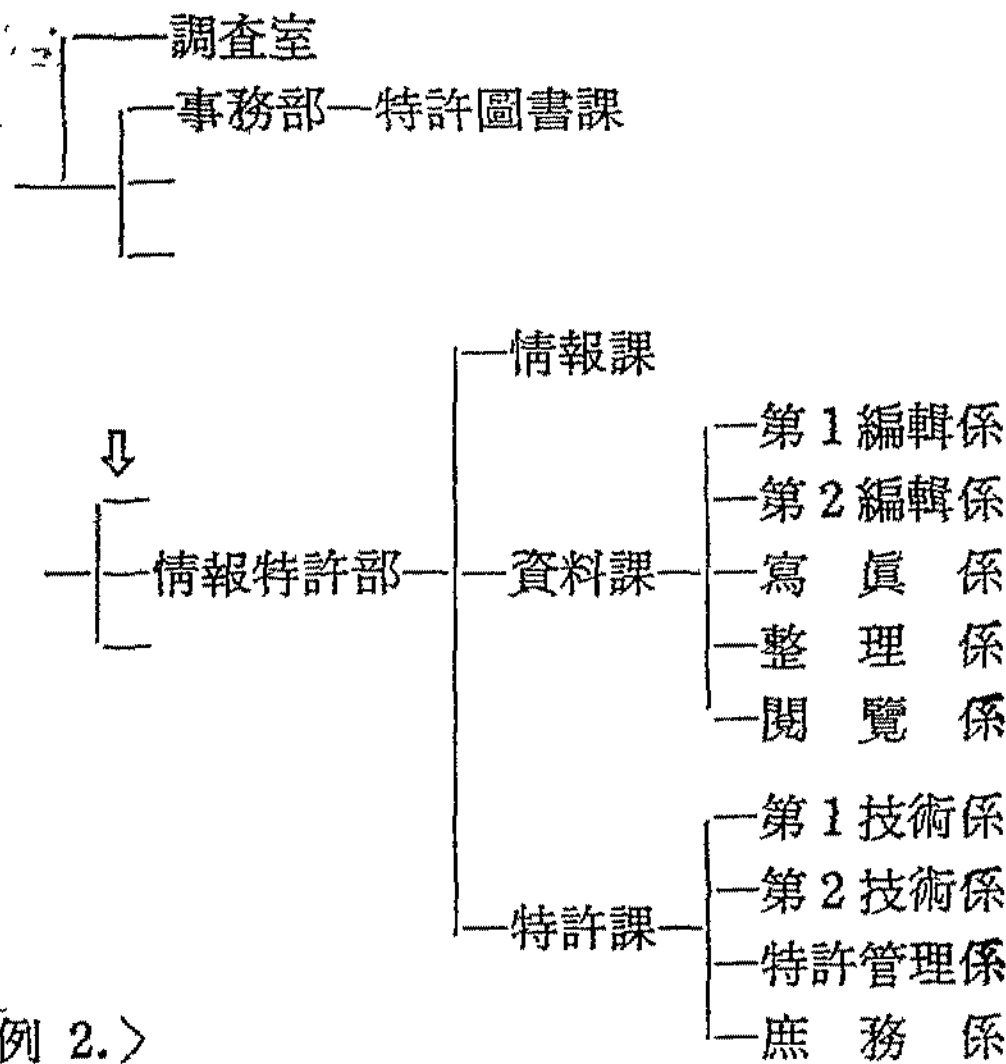 調査室
事務部—特許圖書課
情報課
第1編輯係
⇩
第2編輯係
情報特許部
資料課
寫眞係
整理係
閱覽係
第1技術係
第2技術係
特許課
特許管理係
例 2.〉
庶務係